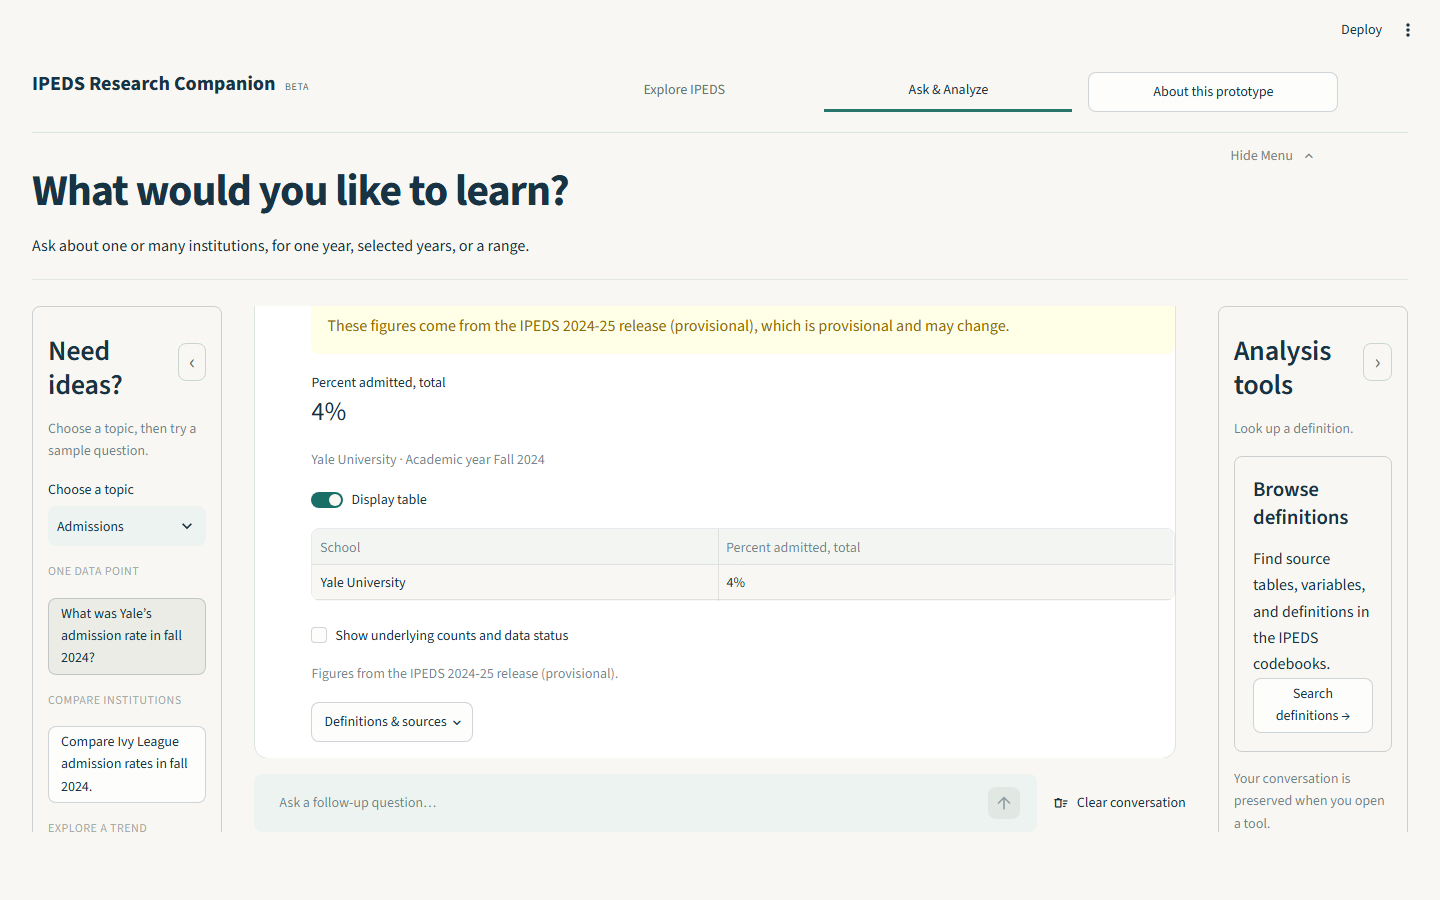 Deploy
IPEDS Research Companion BETA
Explore IPEDS
Ask & Analyze
About this prototype
Hide Menu
What would you like to learn?
Ask about one or many institutions, for one year, selected years, or a range.
Need
ideas?
Choose a topic, then try a
sample question.
Choose a topic
Admissions
ONE DATA POINT
What was Yale's
admission rate in fall
2024?
COMPARE INSTITUTIONS
Compare Ivy League
admission rates in fall
2024.
EXPLORE A TREND
These figures come from the IPEDS 2024-25 release (provisional), which is provisional and may change.
Percent admitted, total
4%
Yale University · Academic year Fall 2024
Display table
School Percent admitted, total
Yale University 4%
Show underlying counts and data status
Figures from the IPEDS 2024-25 release (provisional).
Definitions & sources
Ask a follow-up question…
Clear conversation
Analysis
tools
Look up a definition.
Browse
definitions
Find source
tables, variables,
and definitions in
the IPEDS
codebooks.
Search
definitions →
Your conversation is
preserved when you open
a tool.